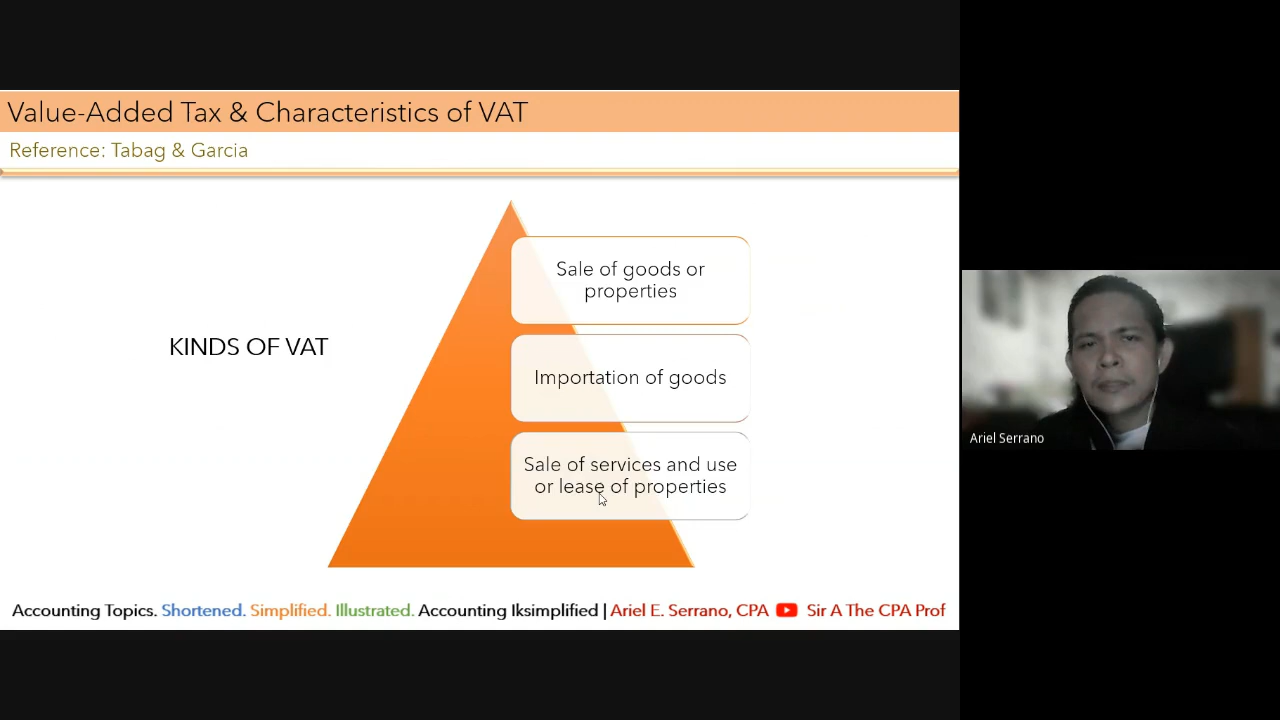 Value-Added Tax & Characteristics of VAT
Reference: Tabag & Garcia
KINDS OF VAT
Sale of goods or
properties
Importation of goods
Sale of services and use
or lease of properties
Ariel Serrano
Accounting Topics. Shortened. Simplified. Illustrated. Accounting Iksimplified | Ariel E. Serrano, CPA Sir A The CPA Prof